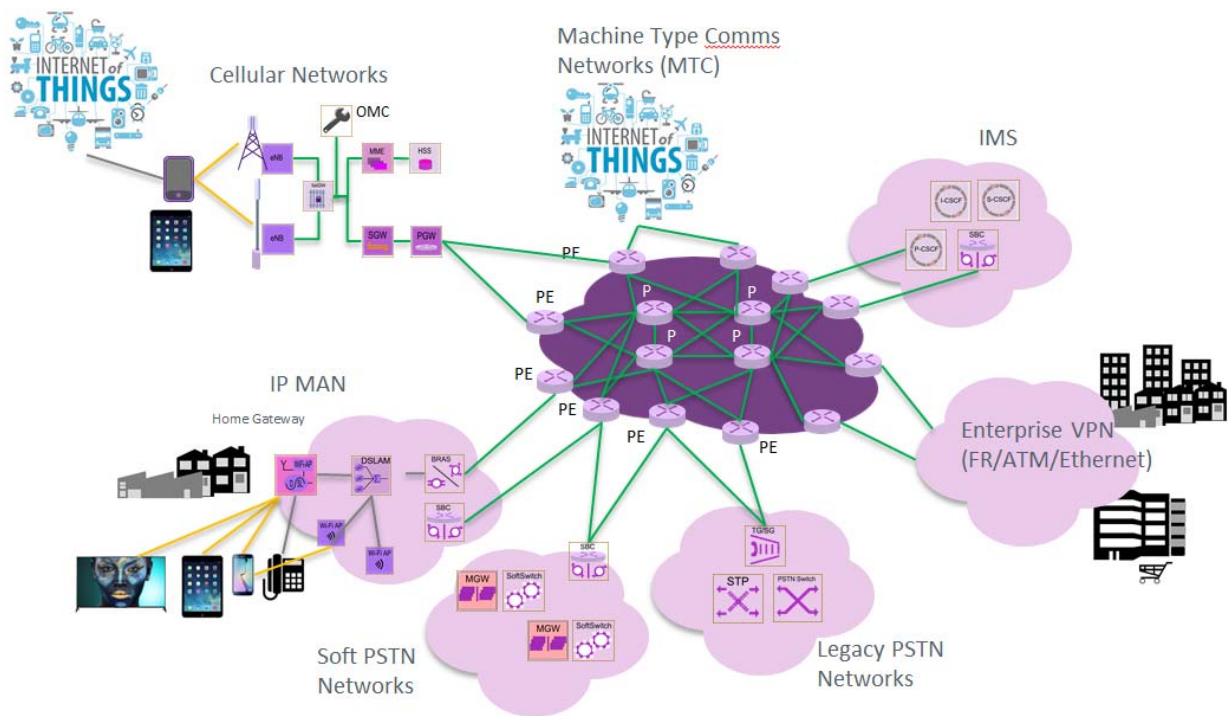 Machine Type Comms
Networks (MTC)
INTERNET of
THINGS
Cellular Networks
OMC
INTERNET of
THINGS
IMS
eNB
MME
HSS
SeGW
I-CSCF
S-CSCF
SBC
P-CSCF
eNB
SGW
PGW
PE
PE
P
P
P
P
PE
IP MAN
Home Gateway
PE
PE
PE
Enterprise VPN
(FR/ATM/Ethernet)
WiFi-AP
DSLAM
BRAS
SBC
Wi-Fi AP
Wi-Fi AP
SBC
TG/SG
MGW
SoftSwitch
STP
PSTN Switch
MGW
SoftSwitch
Soft PSTN
Networks
Legacy PSTN
Networks